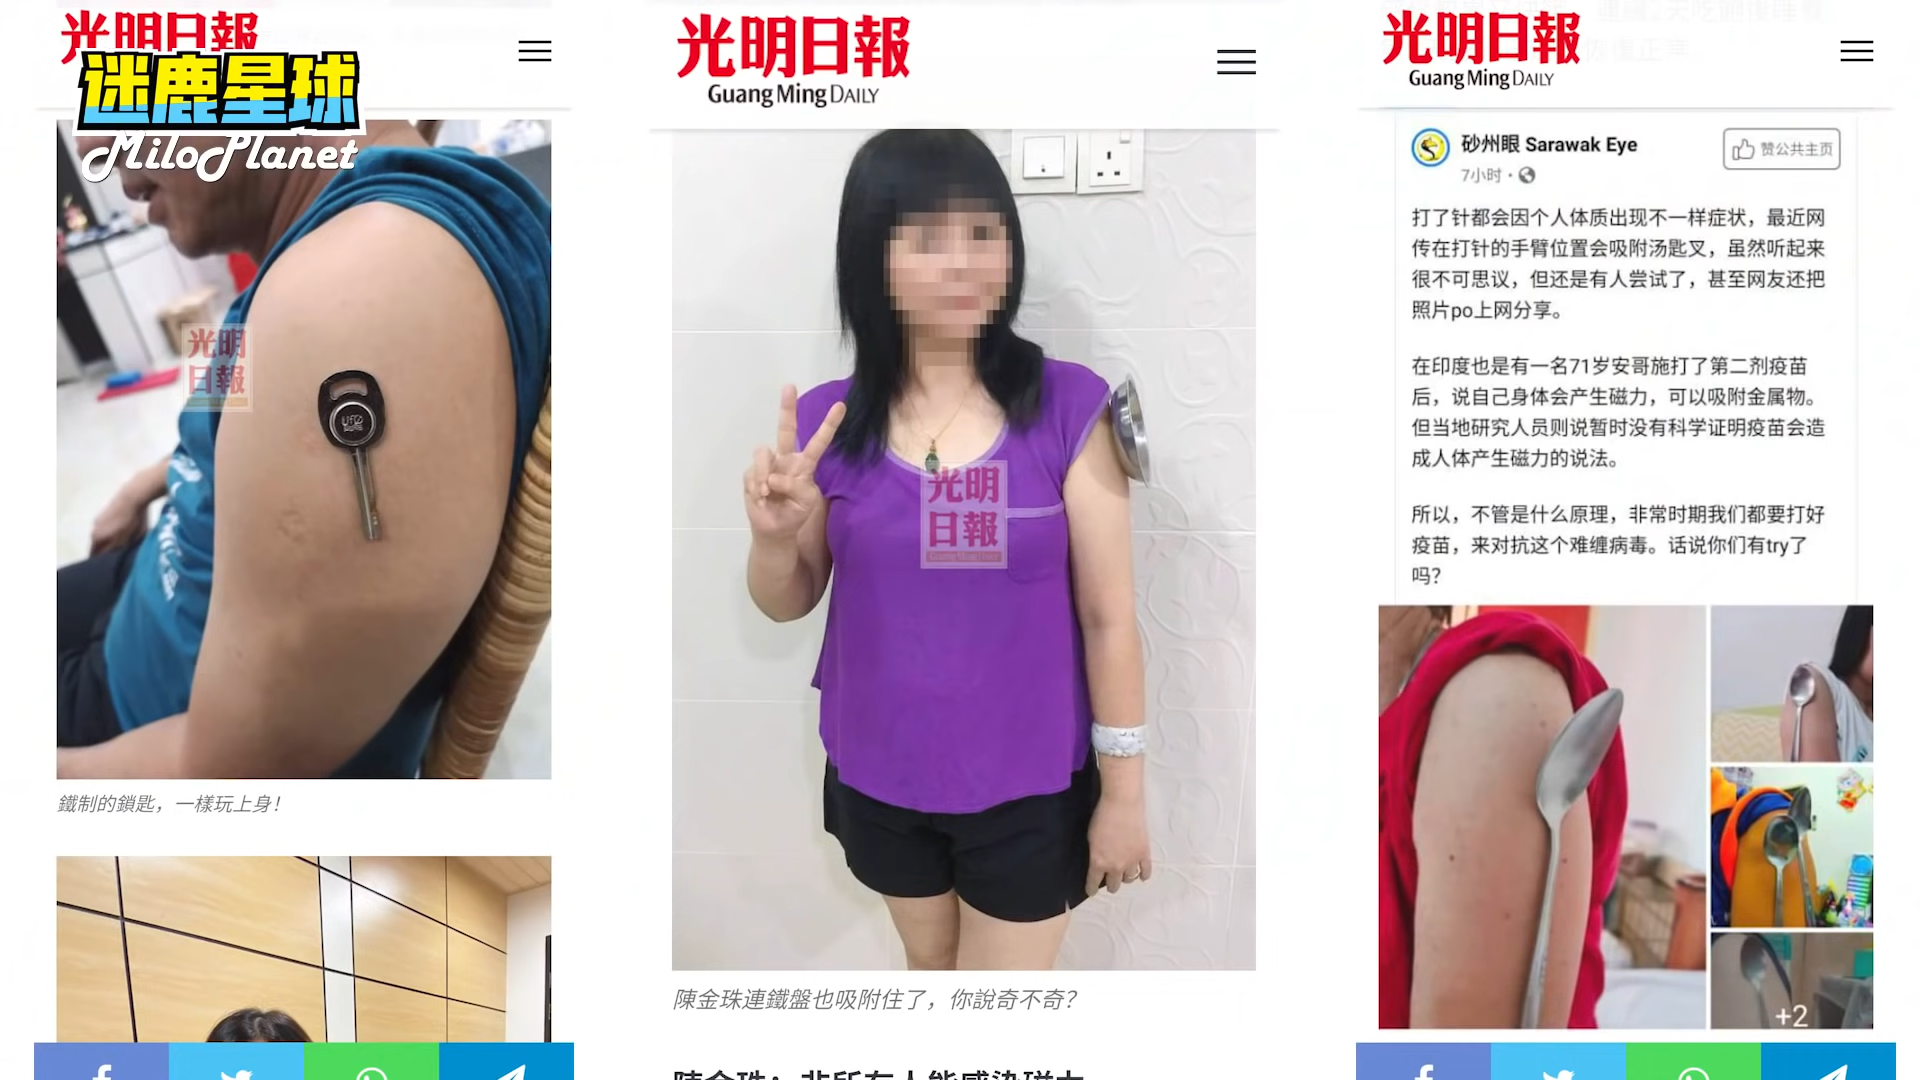 光明日報
迷鹿星球
MiloPlanet
光明
日報
鐵制的鎖匙，一樣玩上身！
光明日報
Guang Ming DAILY
光明
日報
陳金珠連鐵盤也吸附住了，你說奇不奇？
光明日報
Guang Ming DAILY
砂州眼 Sarawak Eye
赞公共主页
7小时
打了针都会因个人体质出现不一样症状，最近网
传在打针的手臂位置会吸附汤匙叉，虽然听起来
很不可思议，但还是有人尝试了，甚至网友还把
照片po上网分享。
在印度也是有一名71岁安哥施打了第二剂疫苗
后，说自己身体会产生磁力，可以吸附金属物。
但当地研究人员则说暂时没有科学证明疫苗会造
成人体产生磁力的说法。
所以，不管是什么原理，非常时期我们都要打好
疫苗，来对抗这个难缠病毒。话说你们有try了
吗？
+2